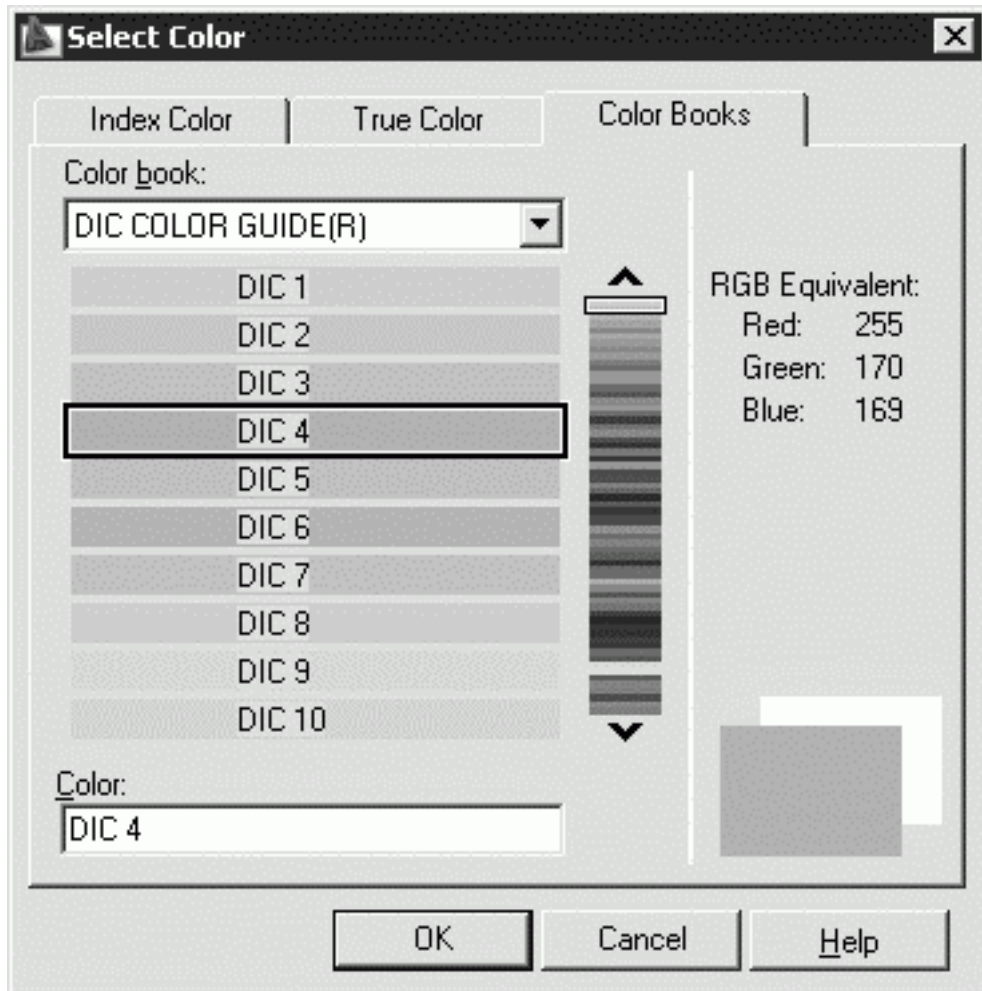 Select Color
Index Color True Color Color Books
Color book:
DIC COLOR GUIDE(R)
DIC 1
DIC 2
DIC 3
DIC 4
DIC 5
DIC 6
DIC 7
DIC 8
DIC 9
DIC 10
RGB Equivalent:
Red: 255
Green: 170
Blue: 169
Color:
DIC 4
OK Cancel Help